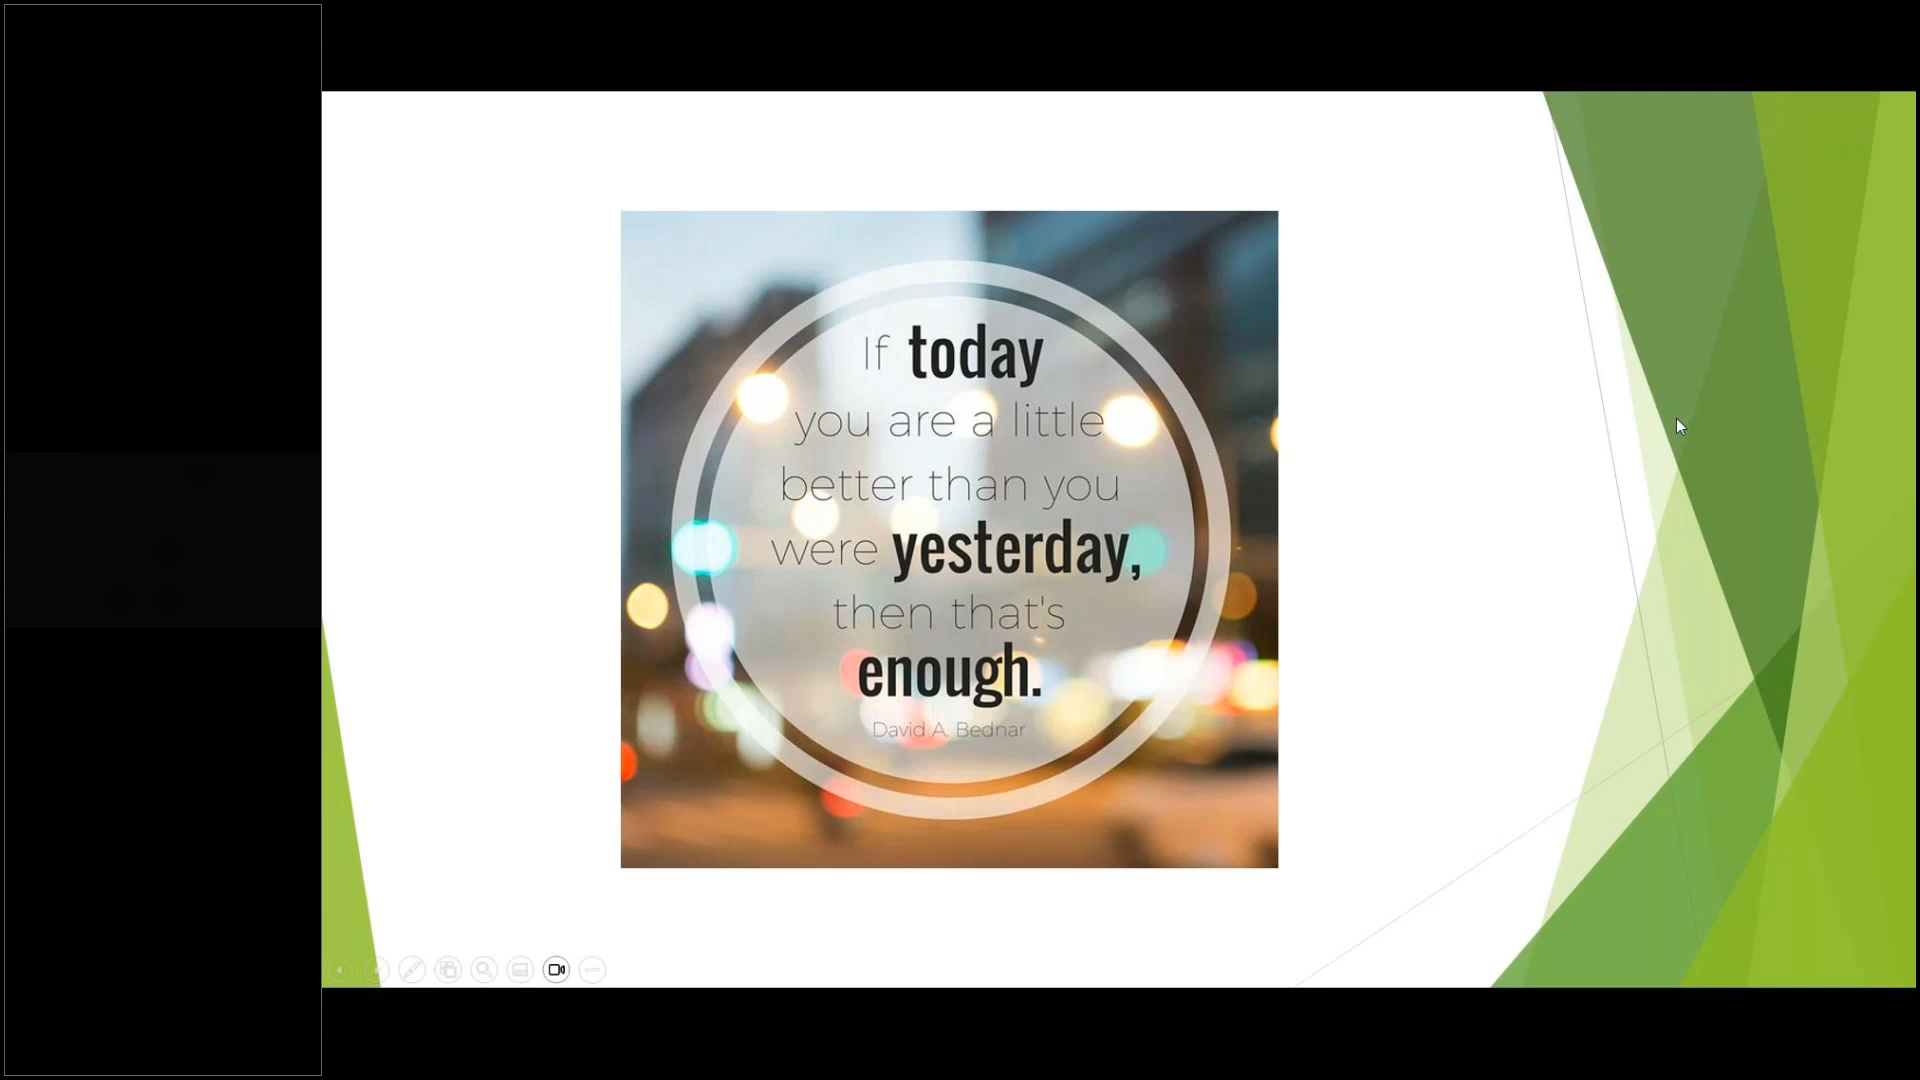 If today
you are a little
better than you
were yesterday,
then that's
enough.
David A. Bednar